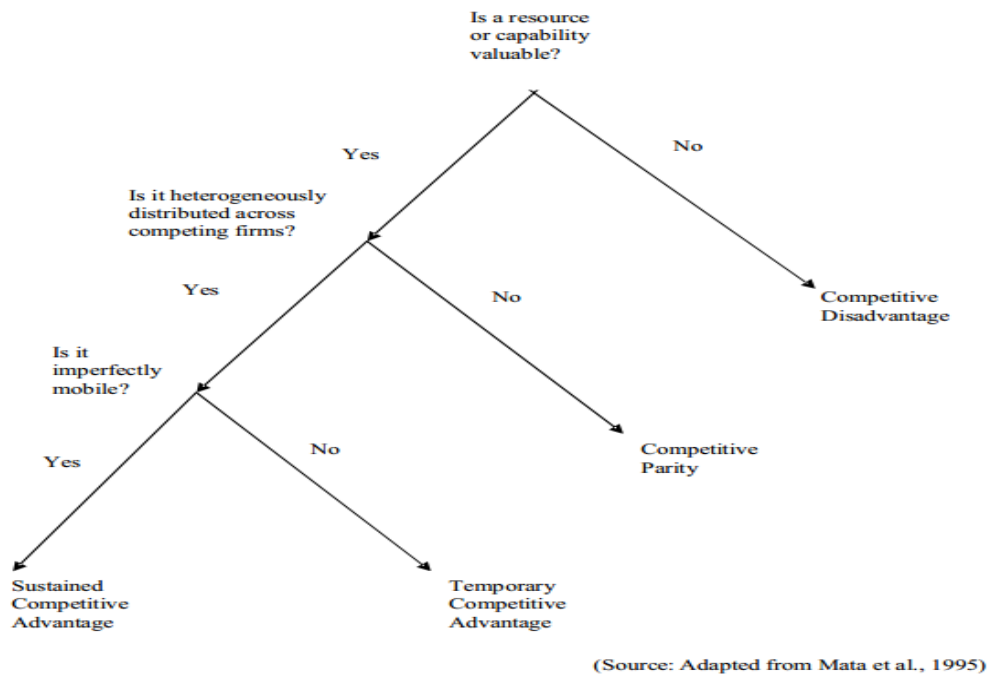 Is a resource
or capability
valuable?
Yes
No
Is it heterogeneously
distributed across
competing firms?
Yes
No
Competitive
Disadvantage
Is it
imperfectly
mobile?
Yes
No
Competitive
Parity
Sustained
Competitive
Advantage
Temporary
Competitive
Advantage
(Source: Adapted from Mata et al., 1995)